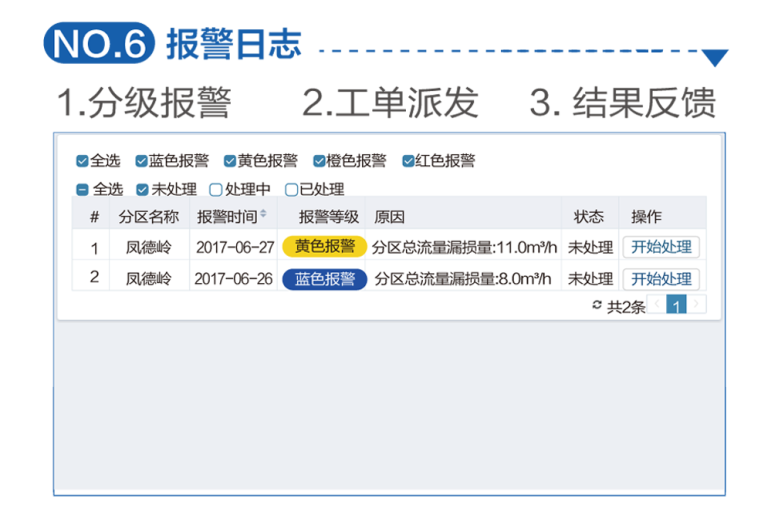 NO.6 报警日志
1.分级报警 2.工单派发 3. 结果反馈
全选 蓝色报警 黄色报警 橙色报警 红色报警
全选 未处理 处理中 已处理
# 分区名称 报警时间 报警等级 原因 状态 操作
1 凤德岭 2017-06-27 黄色报警 分区总流量漏损量:11.0m³/h 未处理 开始处理
2 凤德岭 2017-06-26 蓝色报警 分区总流量漏损量:8.0m³/h 未处理 开始处理
共2条 < 1 >